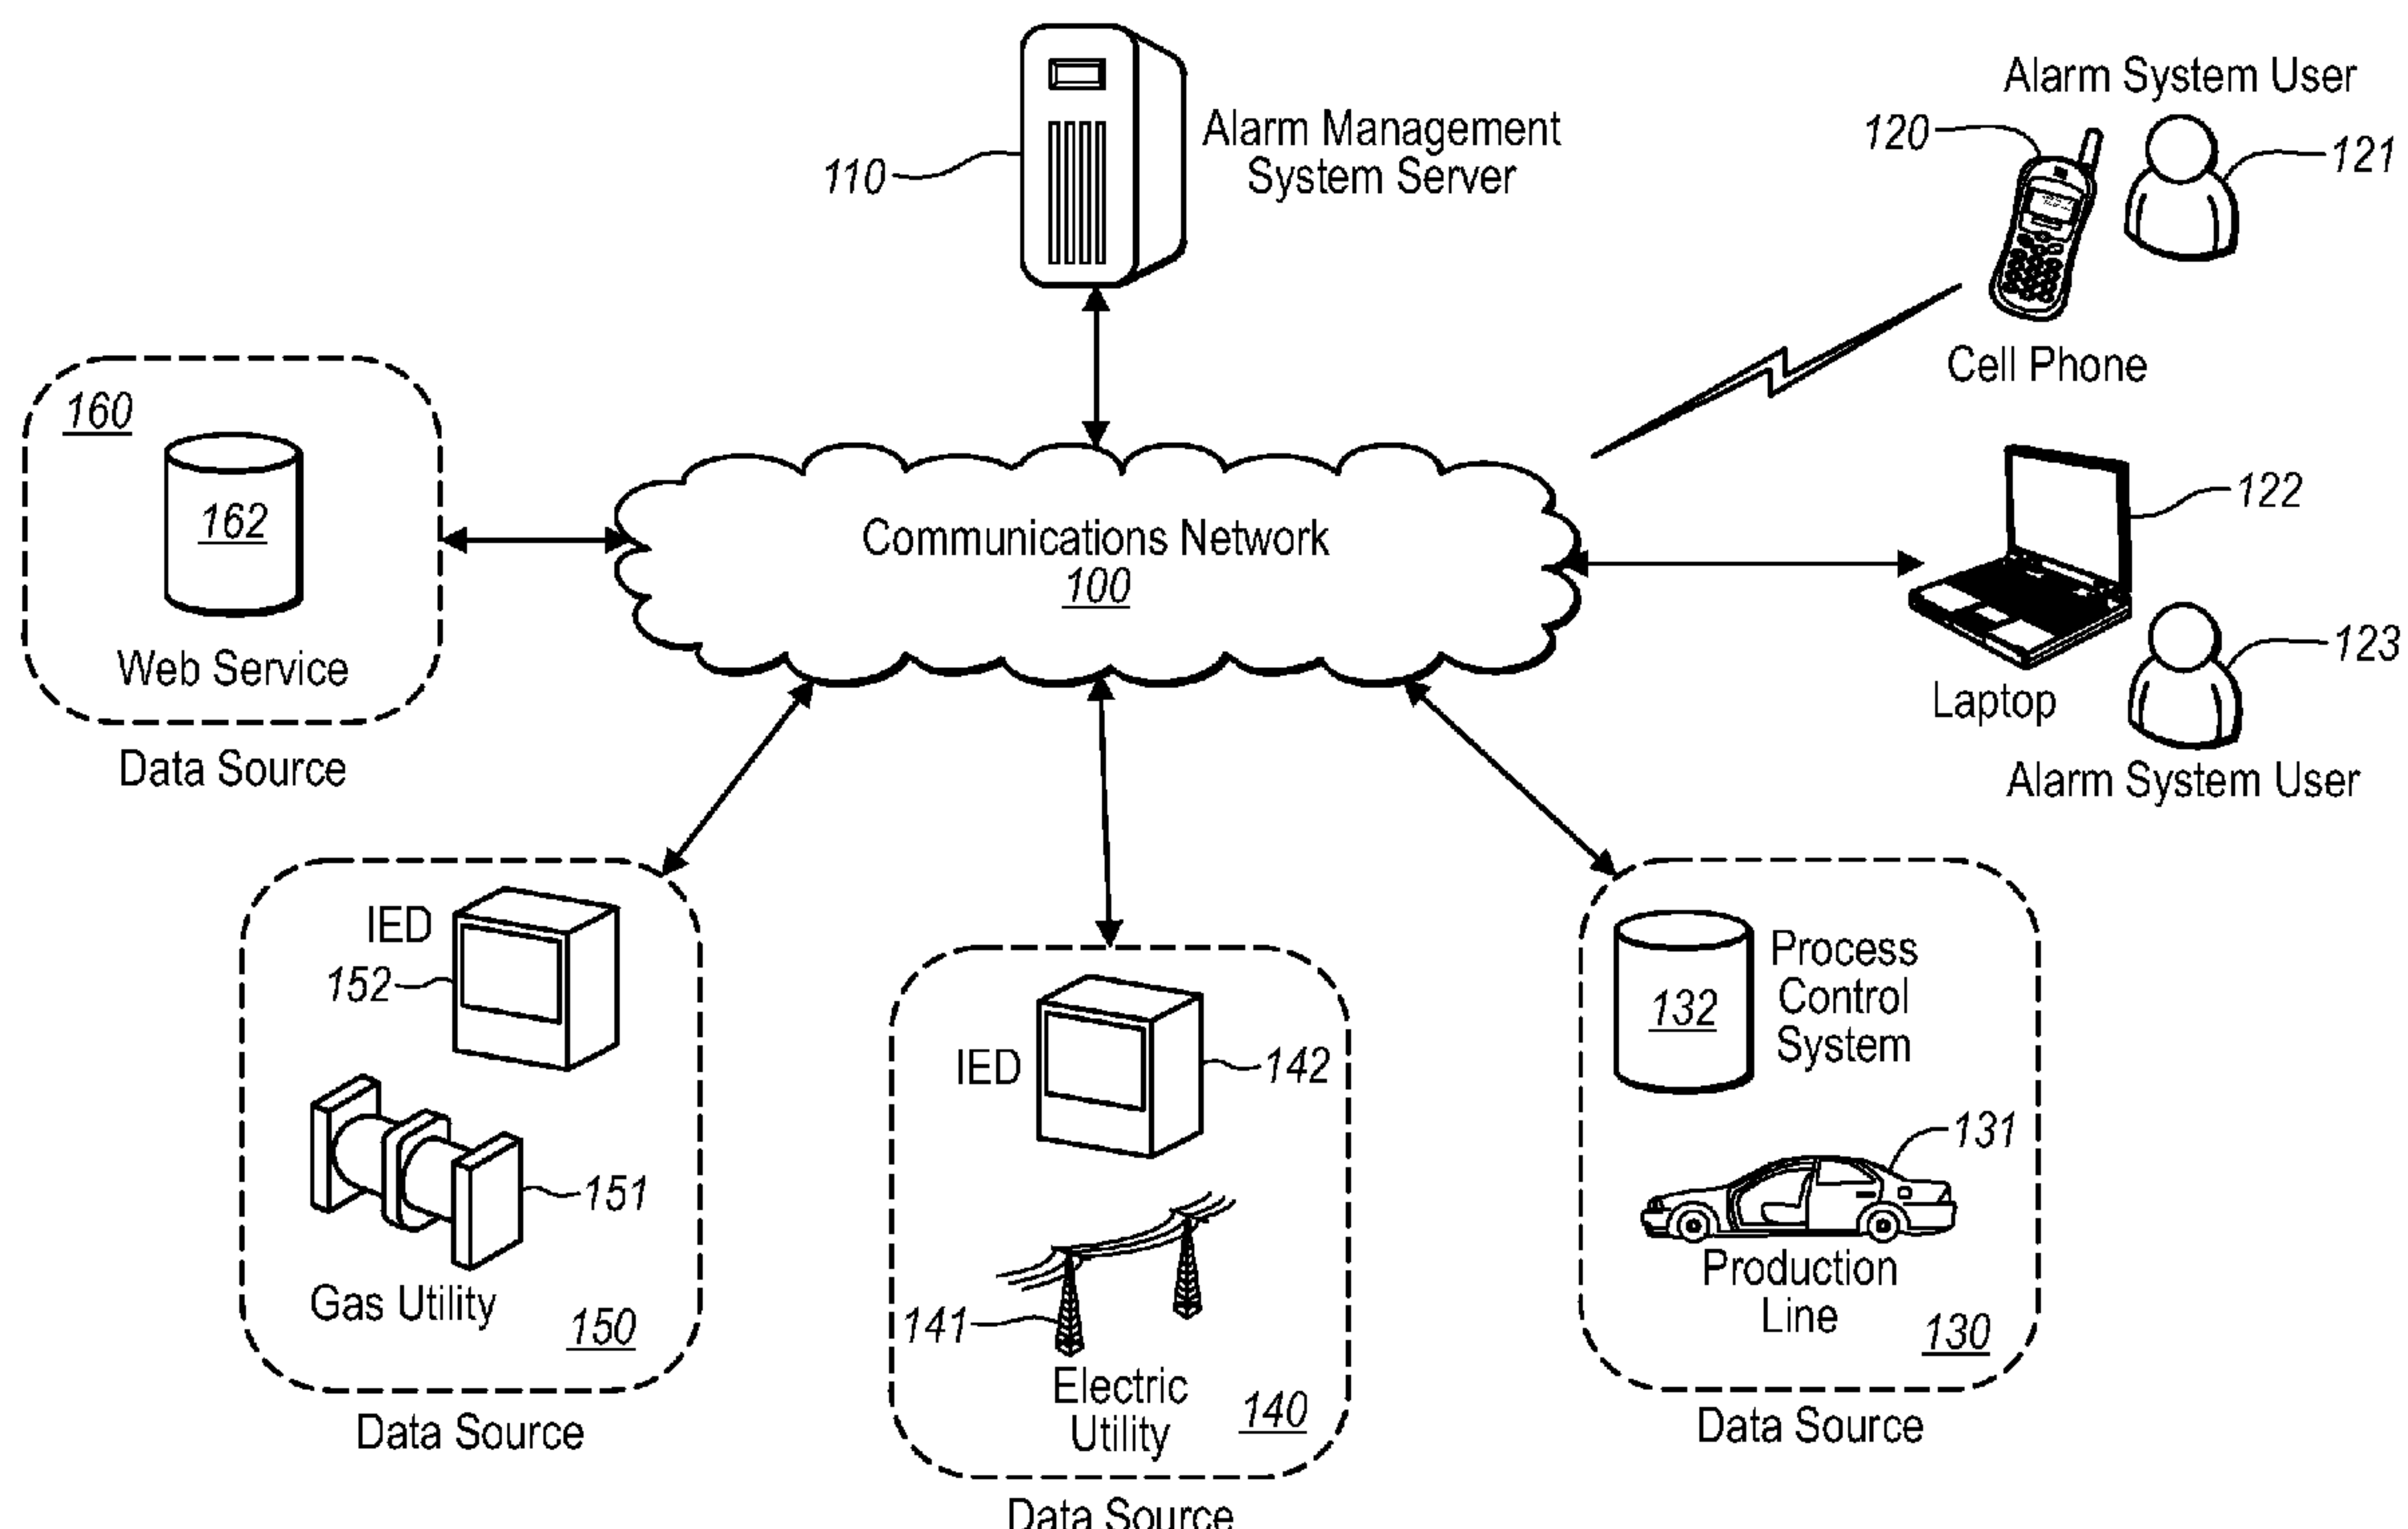 Alarm System User
120
121
Alarm Management
System Server
110
Cell Phone
160
162
Web Service
Data Source
Communications Network
100
122
123
Laptop
Alarm System User
IED
152
151
Gas Utility
150
Data Source
IED
142
141
Electric
Utility
140
Data Source
132
Process
Control
System
131
Production
Line
130
Data Source